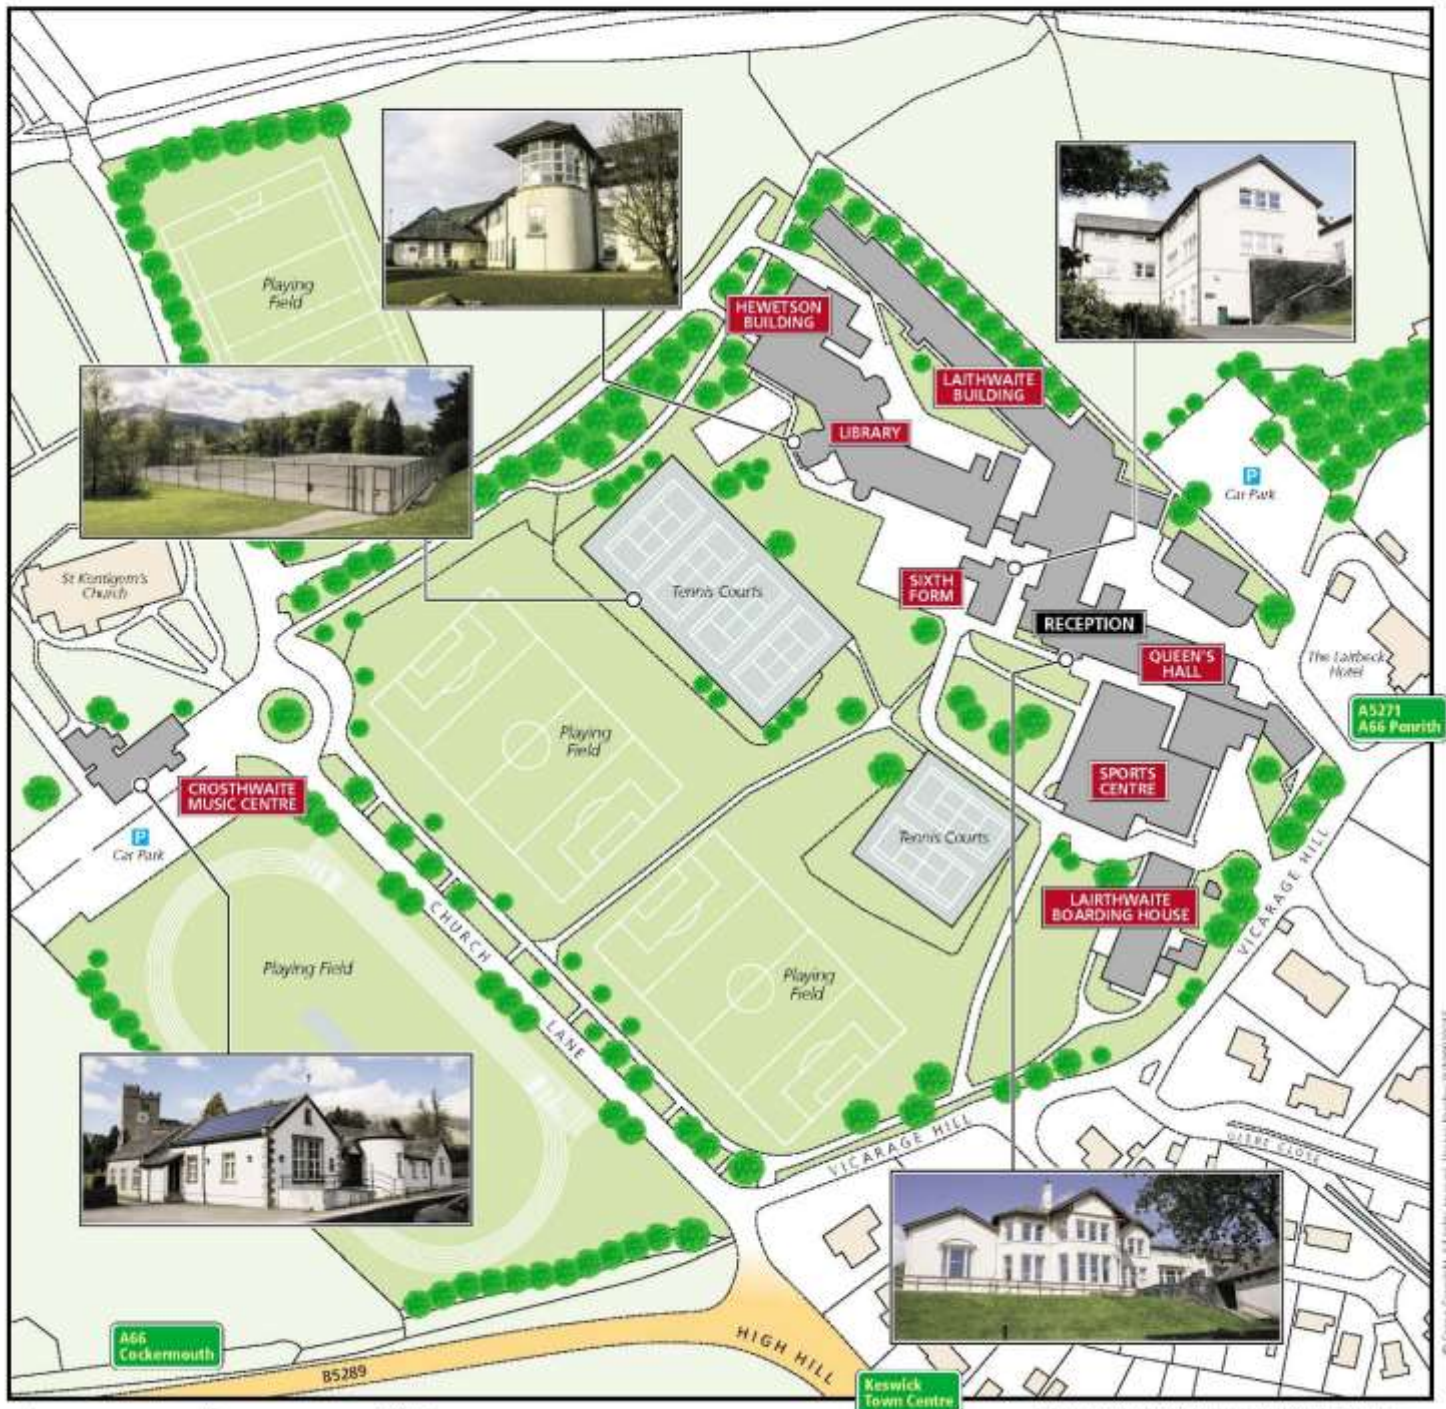 Playing
Field
HEWETSON
BUILDING
LAITHWAITE
BUILDING
LIBRARY
P
Car Park
St Kentigern's
Church
Tennis Courts
SIXTH
FORM
RECEPTION
QUEEN'S
HALL
The Lairbeck
Hotel
A5271
A66 Penrith
Playing
Field
CROSTHWAITE
MUSIC CENTRE
SPORTS
CENTRE
P
Car Park
Tennis Courts
LAIRTHWAITE
BOARDING HOUSE
VICARAGE HILL
CHURCH LANE
Playing Field
Playing
Field
VICARAGE HILL
GLEBE CLOSE
A66
Cockermouth
B5289
HIGH HILL
Keswick
Town Centre